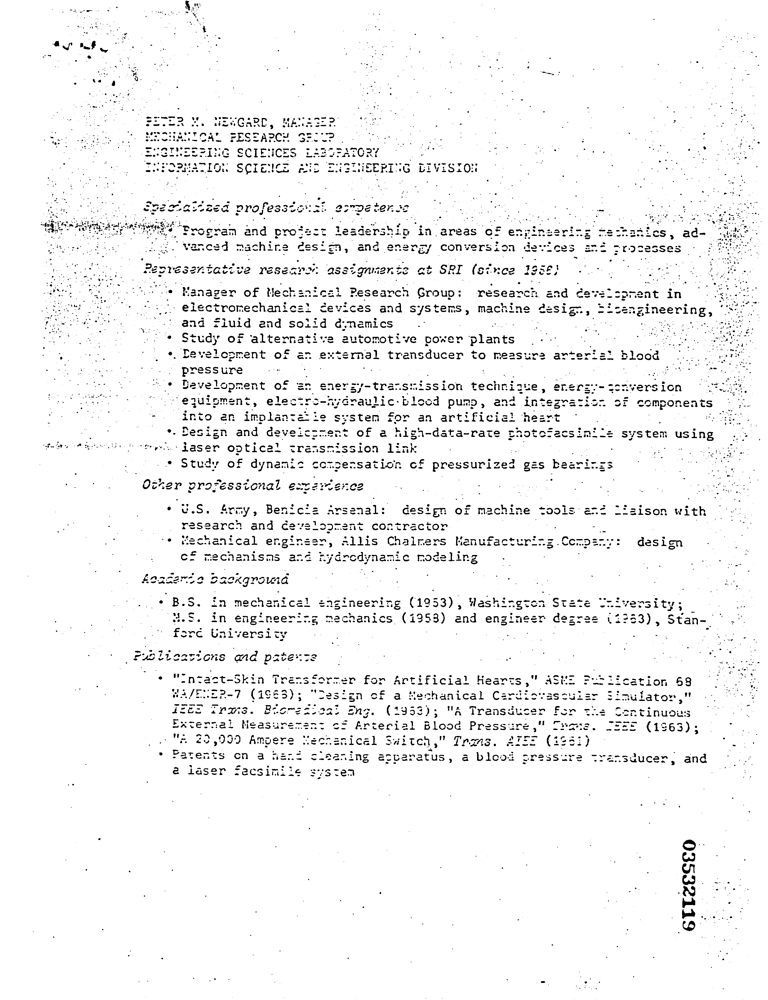 PETER M. NEWGARD, MANAGER
MECHANICAL RESEARCH GROUP
ENGINEERING SCIENCES LABORATORY
INFORMATION SCIENCE AND ENGINEERING DIVISION
Specialized professional competence
• Program and project leadership in areas of engineering mechanics, ad-
vanced machine design, and energy conversion devices and processes
Representative research assignments at SRI (since
• Manager of Mechanical Research Group: research and development in
electromechanical devices and systems, machine design, bioengineering,
and fluid and solid dynamics
• Study of alternative automotive power plants
• Development of an external transducer to measure arterial blood
pressure
• Development of an energy-transmission technique, energy-conversion
equipment, electro-hydraulic blood pump, and integration of components
into an implantable system for an artificial heart
• Design and development of a high-data-rate photofacsimile system using
laser optical transmission link
• Study of dynamic compensation of pressurized gas bearings
Other professional experience
• U.S. Army, Benicia Arsenal: design of machine tools and liaison with
research and development contractor
• Mechanical engineer, Allis Chalmers Manufacturing Company: design
of mechanisms and hydrodynamic modeling
Academic background
• B.S. in mechanical engineering (1953), Washington State University;
M.S. in engineering mechanics (1958) and engineer degree (1963), Stan-
ford University
Publications and patents
• "Intact-Skin Transformer for Artificial Hearts," ASME Publication 69
WA/ENER-7 (1969); "Design of a Mechanical Cardiovascular Simulator,"
IEEE Trans. Biomedical Eng. (1963); "A Transducer for the Continuous
External Measurement of Arterial Blood Pressure," Trans. IEEE (1963);
"A 20,000 Ampere Mechanical Switch," Trans. AIEE (1961)
• Patents on a hand cleaning apparatus, a blood pressure transducer, and
a laser facsimile system
03532119